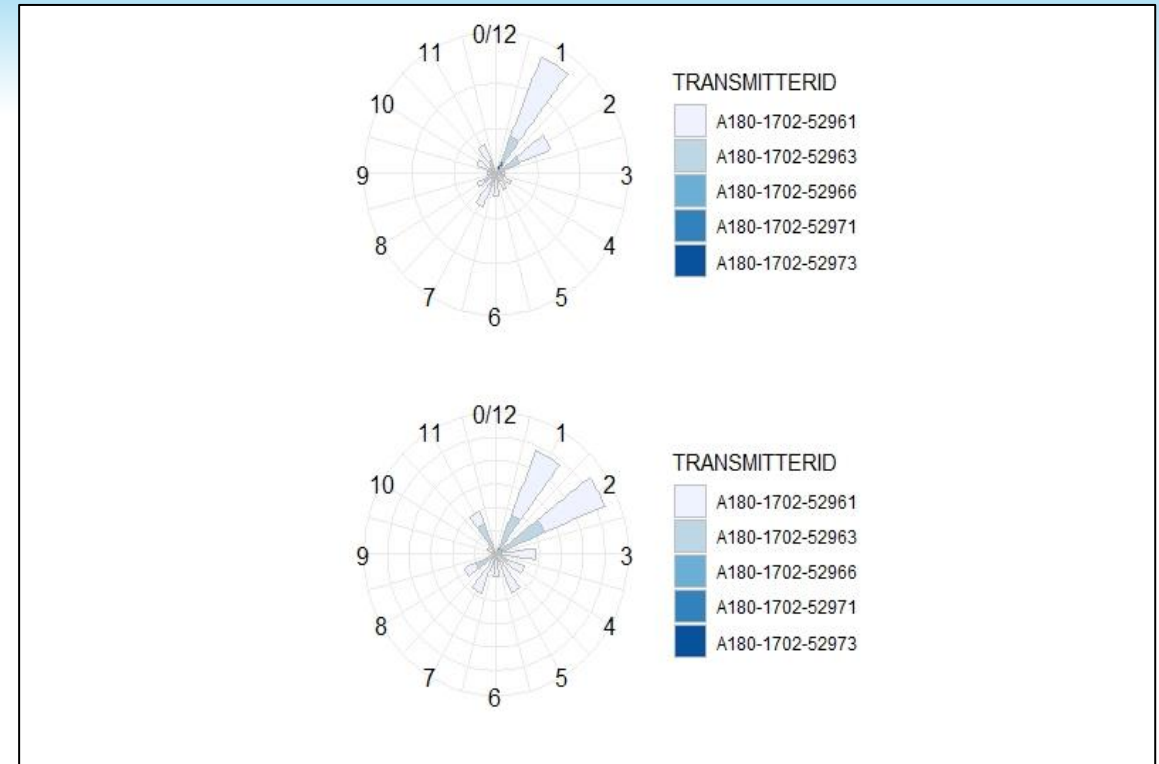 0/12
11 1
10 2
9 3
8 4
7 5
6
TRANSMITTERID
A180-1702-52961
A180-1702-52963
A180-1702-52966
A180-1702-52971
A180-1702-52973
0/12
11 1
10 2
9 3
8 4
7 5
6
TRANSMITTERID
A180-1702-52961
A180-1702-52963
A180-1702-52966
A180-1702-52971
A180-1702-52973